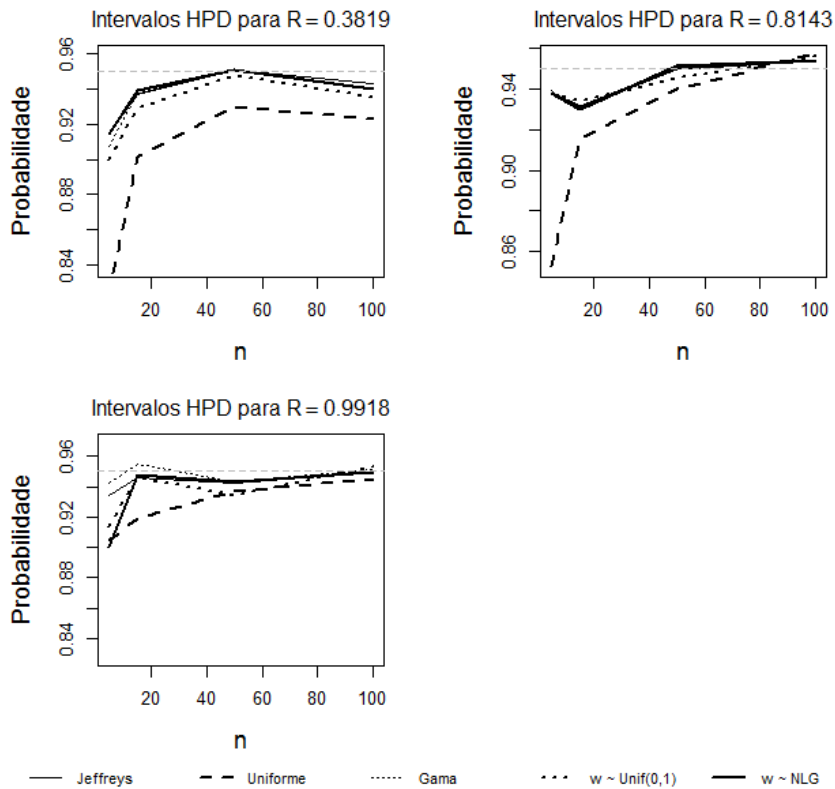 Intervalos HPD para R = 0.3819
Probabilidade
0.84 0.88 0.92 0.96
20 40 60 80 100
n
Intervalos HPD para R = 0.8143
Probabilidade
0.86 0.90 0.94
20 40 60 80 100
n
Intervalos HPD para R = 0.9918
Probabilidade
0.84 0.88 0.92 0.96
20 40 60 80 100
n
Jeffreys Uniforme Gama w ~ Unif(0,1) w ~ NLG